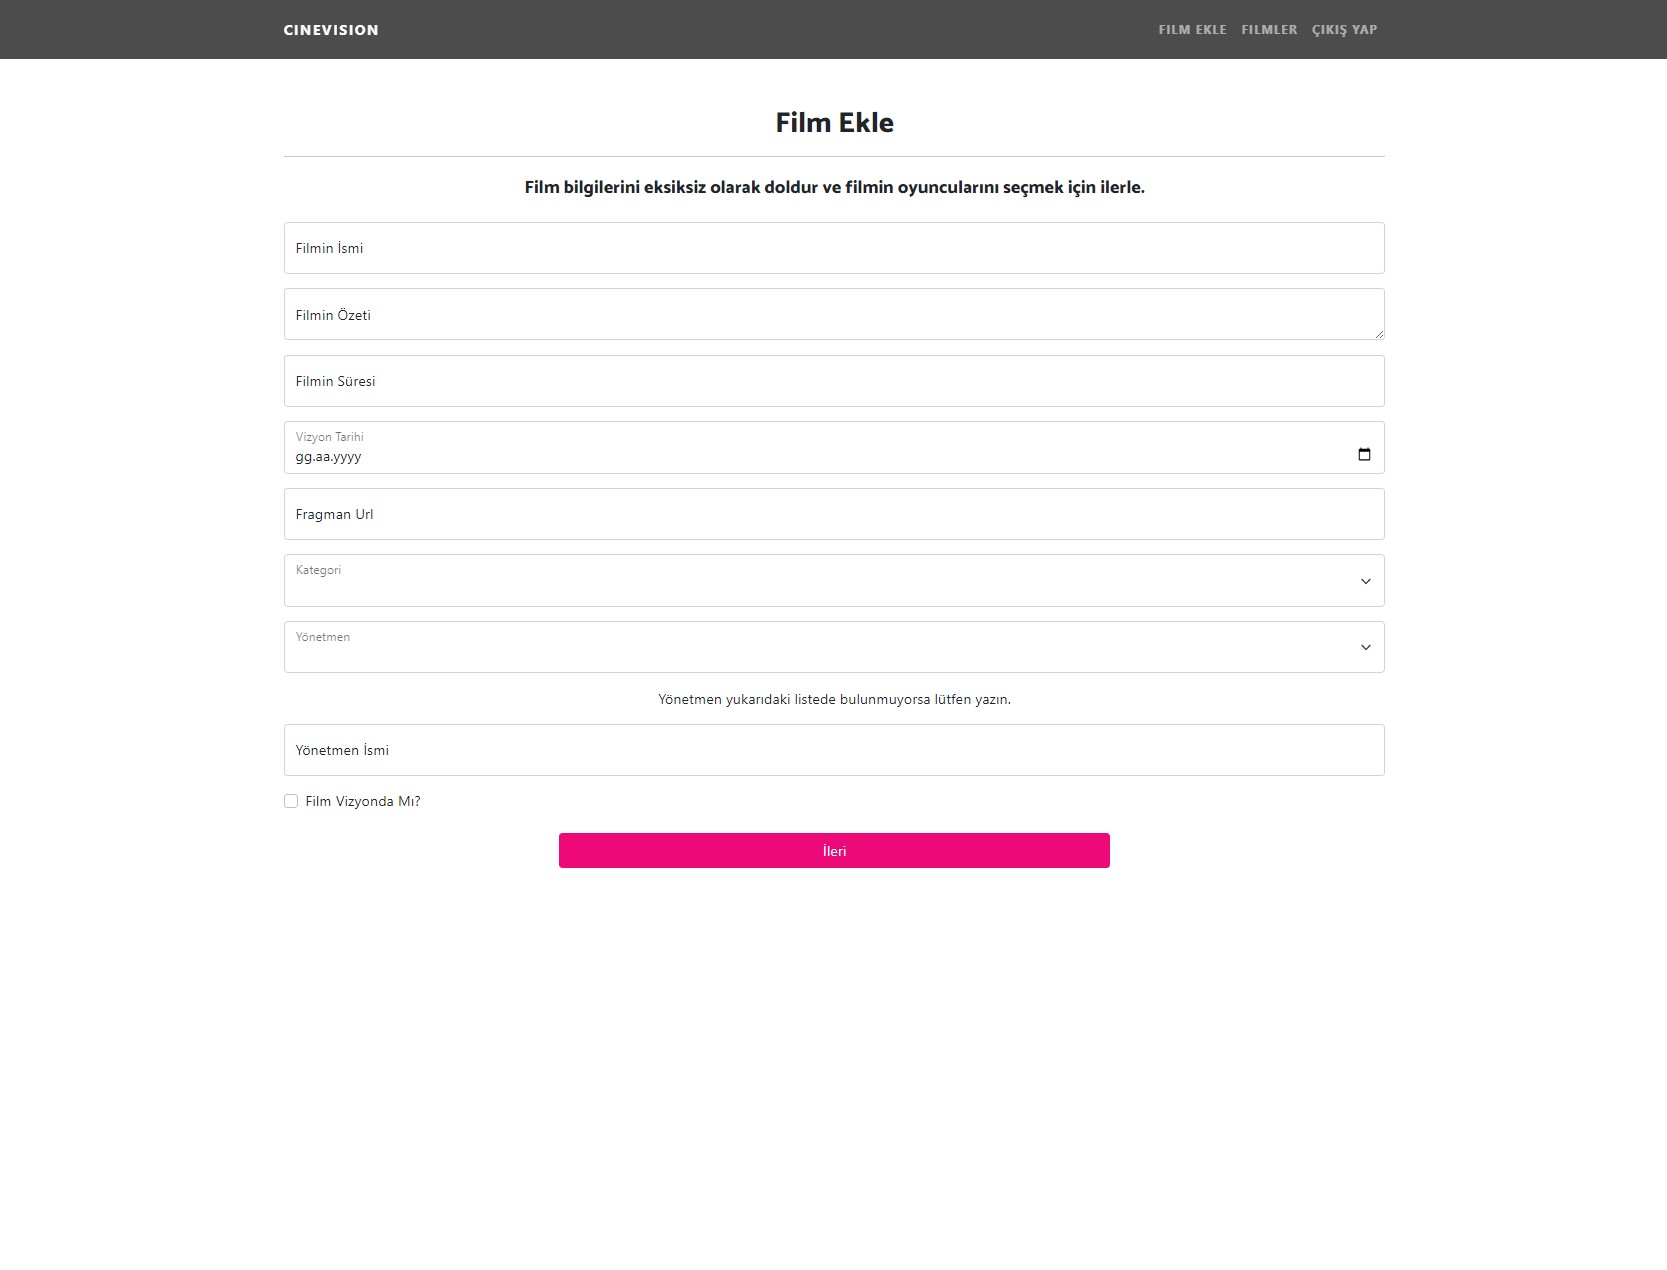 CINEVISION
FILM EKLE FILMLER ÇIKIŞ YAP
Film Ekle
Film bilgilerini eksiksiz olarak doldur ve filmin oyuncularını seçmek için ilerle.
Filmin İsmi
Filmin Özeti
Filmin Süresi
Vizyon Tarihi
gg.aa.yyyy
Fragman Url
Kategori
Yönetmen
Yönetmen yukarıdaki listede bulunmuyorsa lütfen yazın.
Yönetmen İsmi
Film Vizyonda Mı?
İleri